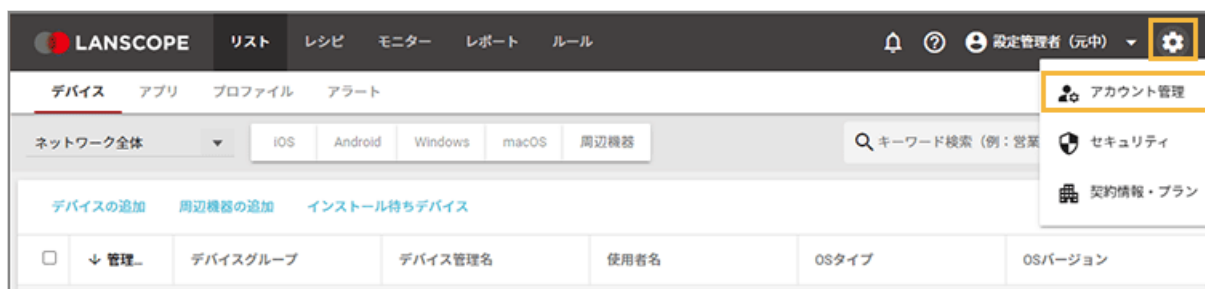 LANSCOPE リスト レシピ モニター レポート ルール 設定管理者（元中）
デバイス アプリ プロファイル アラート アカウント管理
ネットワーク全体 iOS Android Windows macOS 周辺機器 キーワード検索（例：営業 セキュリティ
契約情報・プラン
デバイスの追加 周辺機器の追加 インストール待ちデバイス
管理... デバイスグループ デバイス管理名 使用者名 OSタイプ OSバージョン